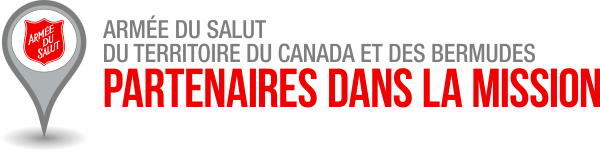 ARMÉE
DU
SALUT
ARMÉE DU SALUT
DU TERRITOIRE DU CANADA ET DES BERMUDES
PARTENAIRES DANS LA MISSION